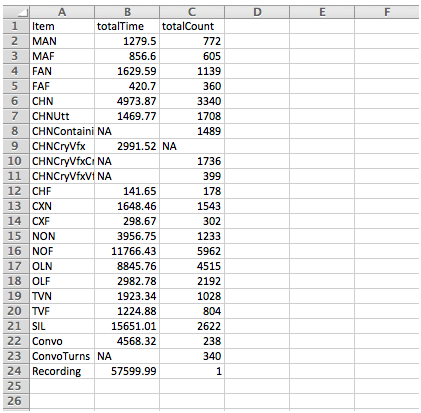 A B C D E F
1 Item totalTime totalCount
2 MAN 1279.5 772
3 MAF 856.6 605
4 FAN 1629.59 1139
5 FAF 420.7 360
6 CHN 4973.87 3340
7 CHNUtt 1469.77 1708
8 CHNContaini NA 1489
9 CHNCryVfx 2991.52 NA
10 CHNCryVfxCr NA 1736
11 CHNCryVfxVf NA 399
12 CHF 141.65 178
13 CXN 1648.46 1543
14 CXF 298.67 302
15 NON 3956.75 1233
16 NOF 11766.43 5962
17 OLN 8845.76 4515
18 OLF 2982.78 2192
19 TVN 1923.34 1028
20 TVF 1224.88 804
21 SIL 15651.01 2622
22 Convo 4568.32 238
23 ConvoTurns NA 340
24 Recording 57599.99 1
25
26